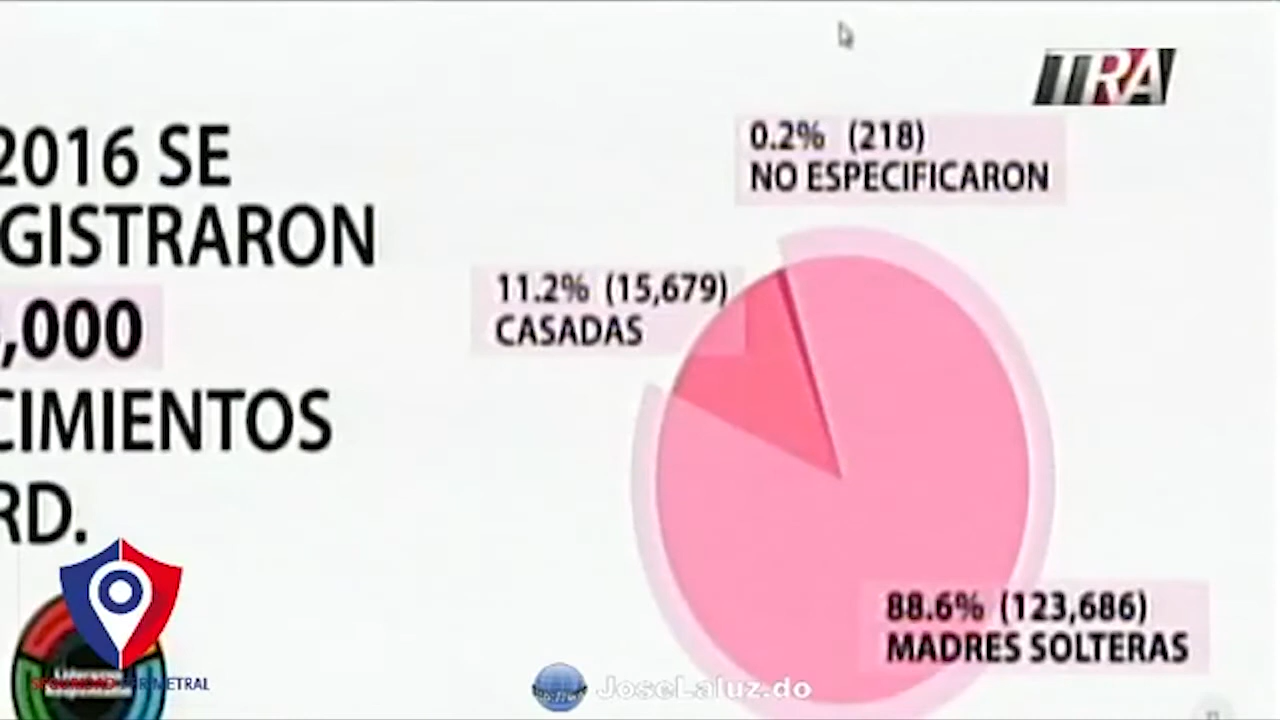 2016 SE
GISTRARON
,000
CIMIENTOS
RD.
TRA
0.2% (218)
NO ESPECIFICARON
11.2% (15,679)
CASADAS
88.6% (123,686)
MADRES SOLTERAS
JoseLaluz.do